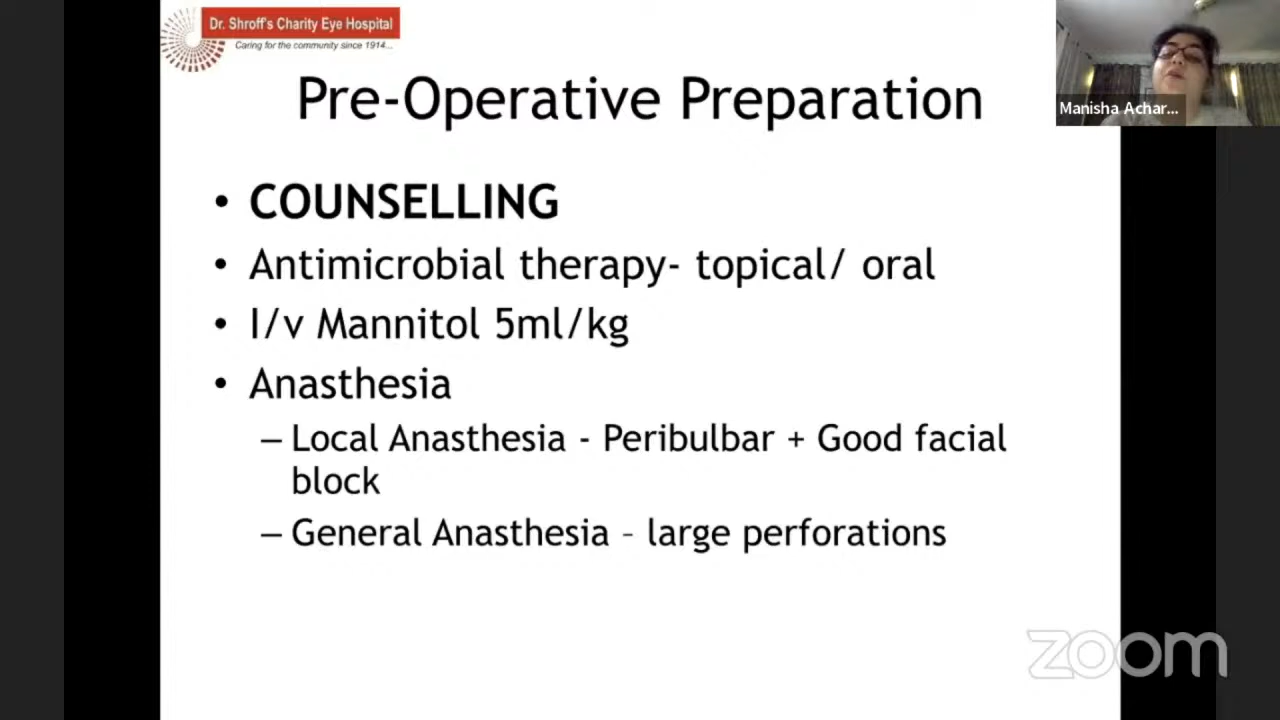 Dr. Shroff's Charity Eye Hospital
Caring for the community since 1914...
Pre-Operative Preparation
Manisha Achar...
• COUNSELLING
• Antimicrobial therapy- topical/ oral
• I/v Mannitol 5ml/kg
• Anasthesia
– Local Anasthesia - Peribulbar + Good facial
block
– General Anasthesia – large perforations
zoom